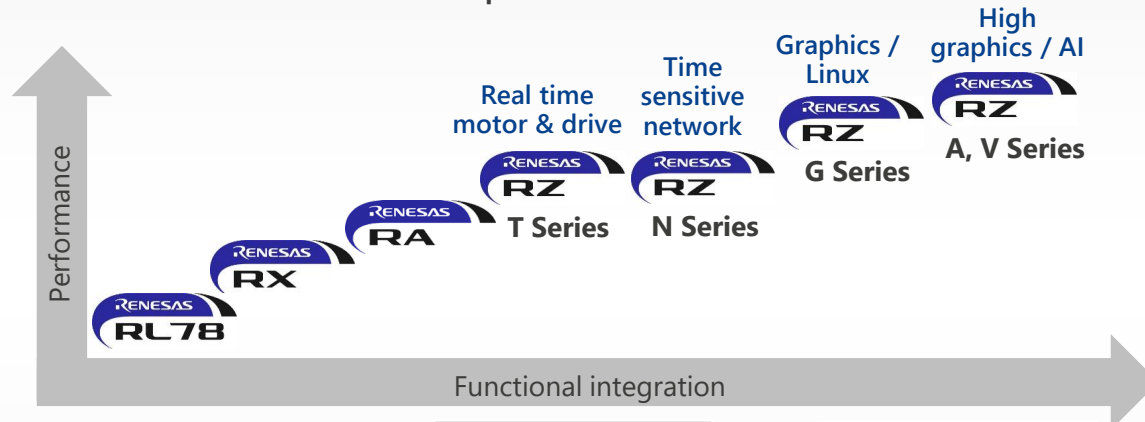 High
graphics / AI
Graphics /
Linux
Time
sensitive
network
Real time
motor & drive
RENESAS
RZ
A, V Series
RENESAS
RZ
G Series
RENESAS
RZ
T Series
RENESAS
RZ
N Series
RENESAS
RA
RENESAS
RX
RENESAS
RL78
Performance
Functional integration